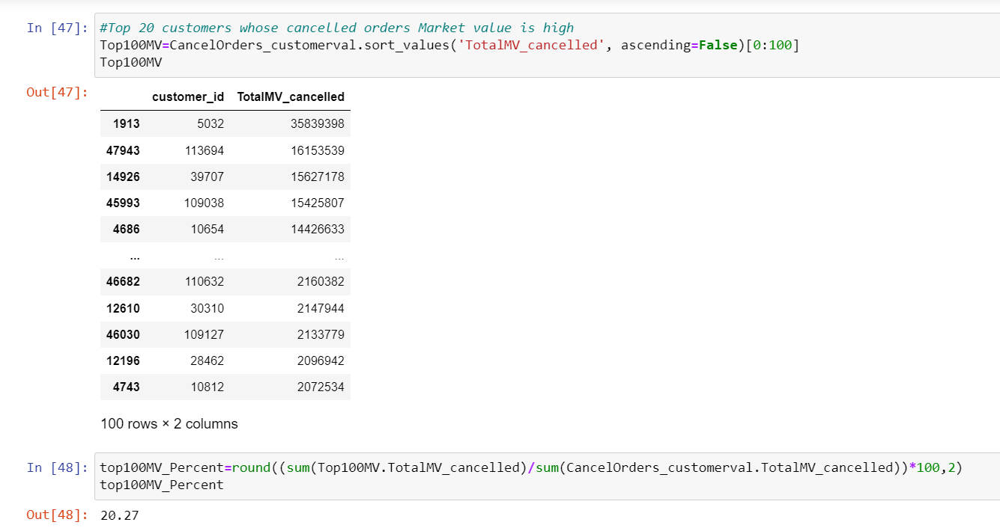 In [47]: #Top 20 customers whose cancelled orders Market value is high
Top100MV=CancelOrders_customerval.sort_values('TotalMV_cancelled', ascending=False)[0:100]
Top100MV
Out[47]:
customer_id TotalMV_cancelled
1913 5032 35839398
47943 113694 16153539
14926 39707 15627178
45993 109038 15425807
4686 10654 14426633
... ... ...
46682 110632 2160382
12610 30310 2147944
46030 109127 2133779
12196 28462 2096942
4743 10812 2072534
100 rows × 2 columns
In [48]: top100MV_Percent=round((sum(Top100MV.TotalMV_cancelled)/sum(CancelOrders_customerval.TotalMV_cancelled))*100,2)
top100MV_Percent
Out[48]: 20.27